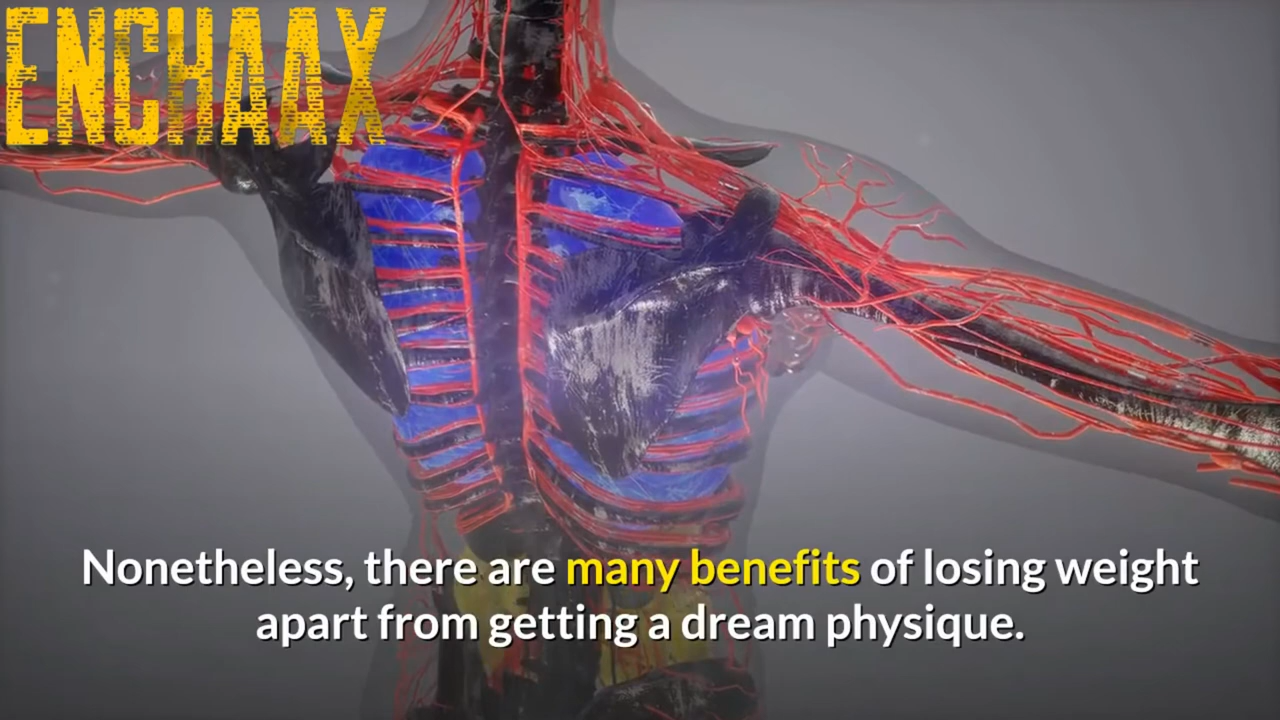 ENCHAAX
Nonetheless, there are many benefits of losing weight
apart from getting a dream physique.